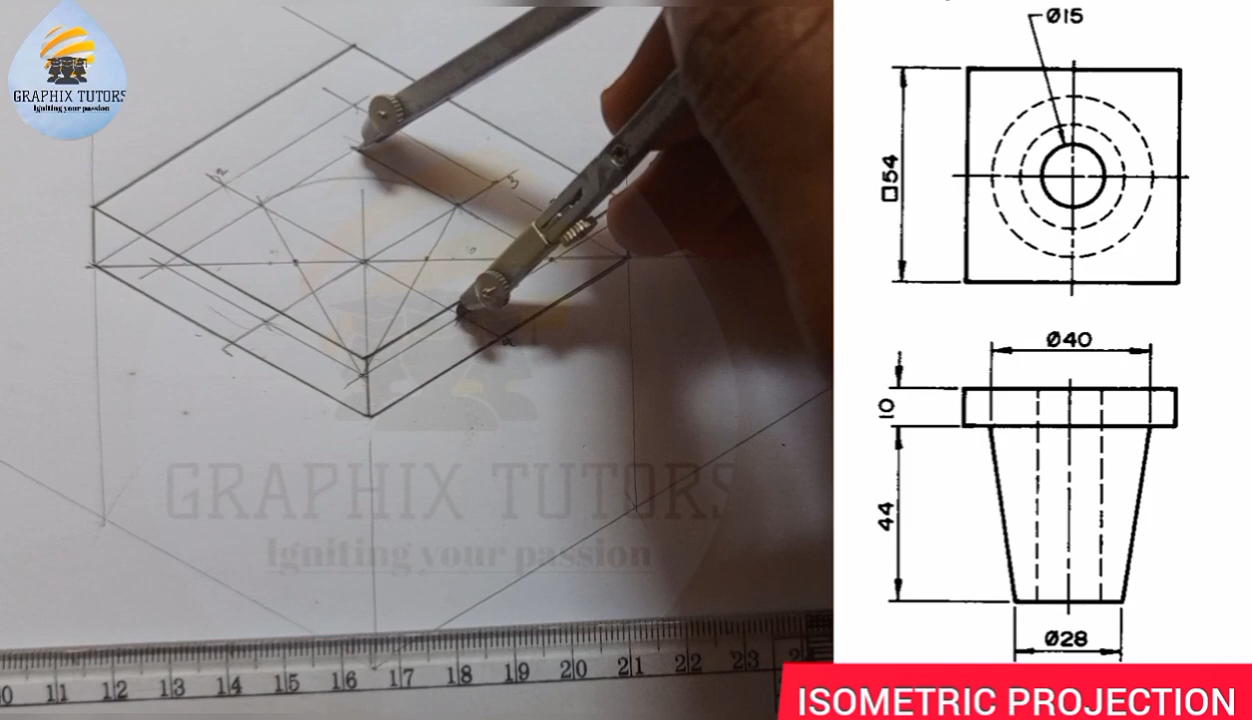 GRAPHIX TUTORS
Igniting your passion
GRAPHIX TUTORS
Igniting your passion
11 12 13 14 15 16 17 18 19 20 21 22 23
Ø15
□54
Ø40
10
44
Ø28
ISOMETRIC PROJECTION